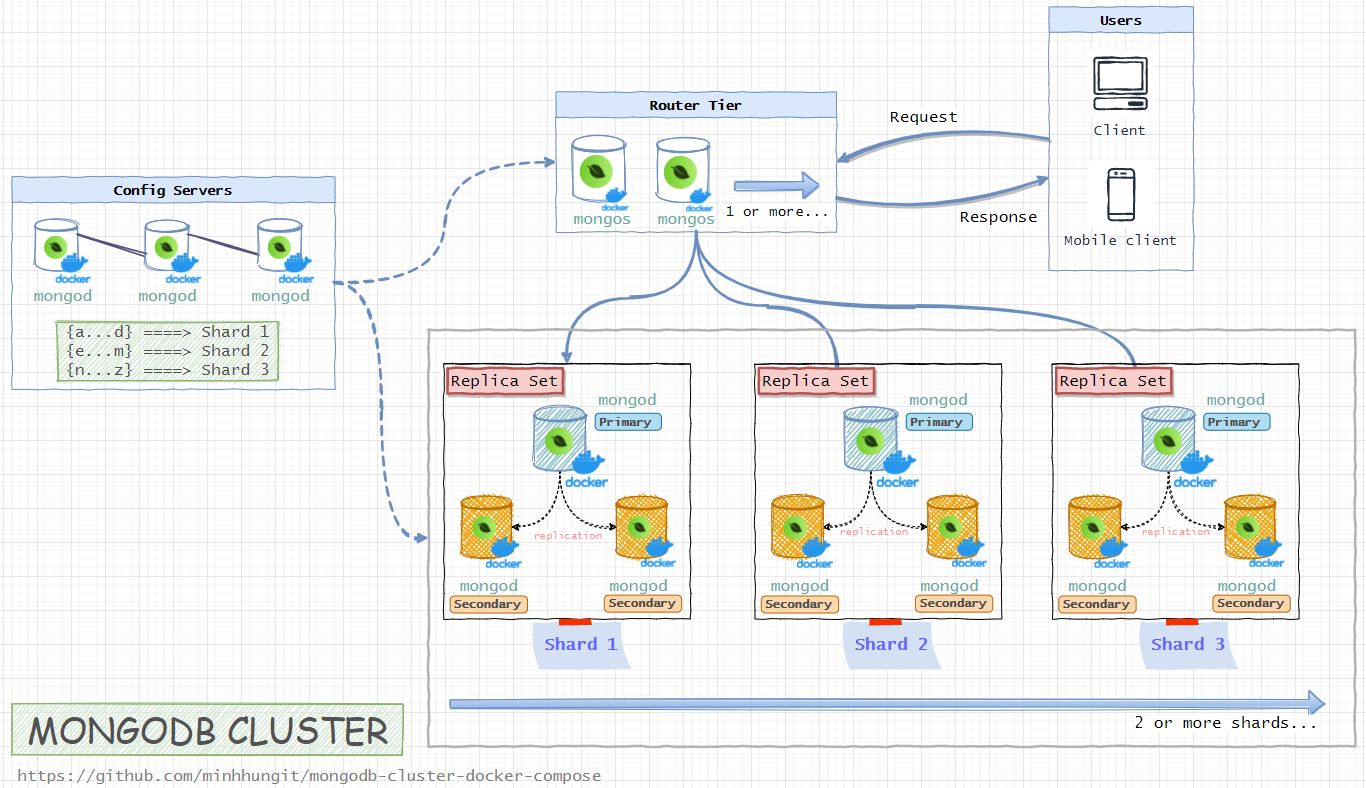 Users
Client
Mobile client
Router Tier
docker
docker
mongos
mongos
1 or more...
Request
Response
Config Servers
docker
docker
docker
mongod
mongod
mongod
{a...d} ====> Shard 1
{e...m} ====> Shard 2
{n...z} ====> Shard 3
Replica Set
mongod
Primary
docker
replication
docker
docker
mongod
mongod
Secondary
Secondary
Shard 1
Replica Set
mongod
Primary
docker
replication
docker
docker
mongod
mongod
Secondary
Secondary
Shard 2
Replica Set
mongod
Primary
docker
replication
docker
docker
mongod
mongod
Secondary
Secondary
Shard 3
2 or more shards...
MONGODB CLUSTER
https://github.com/minhhungit/mongodb-cluster-docker-compose